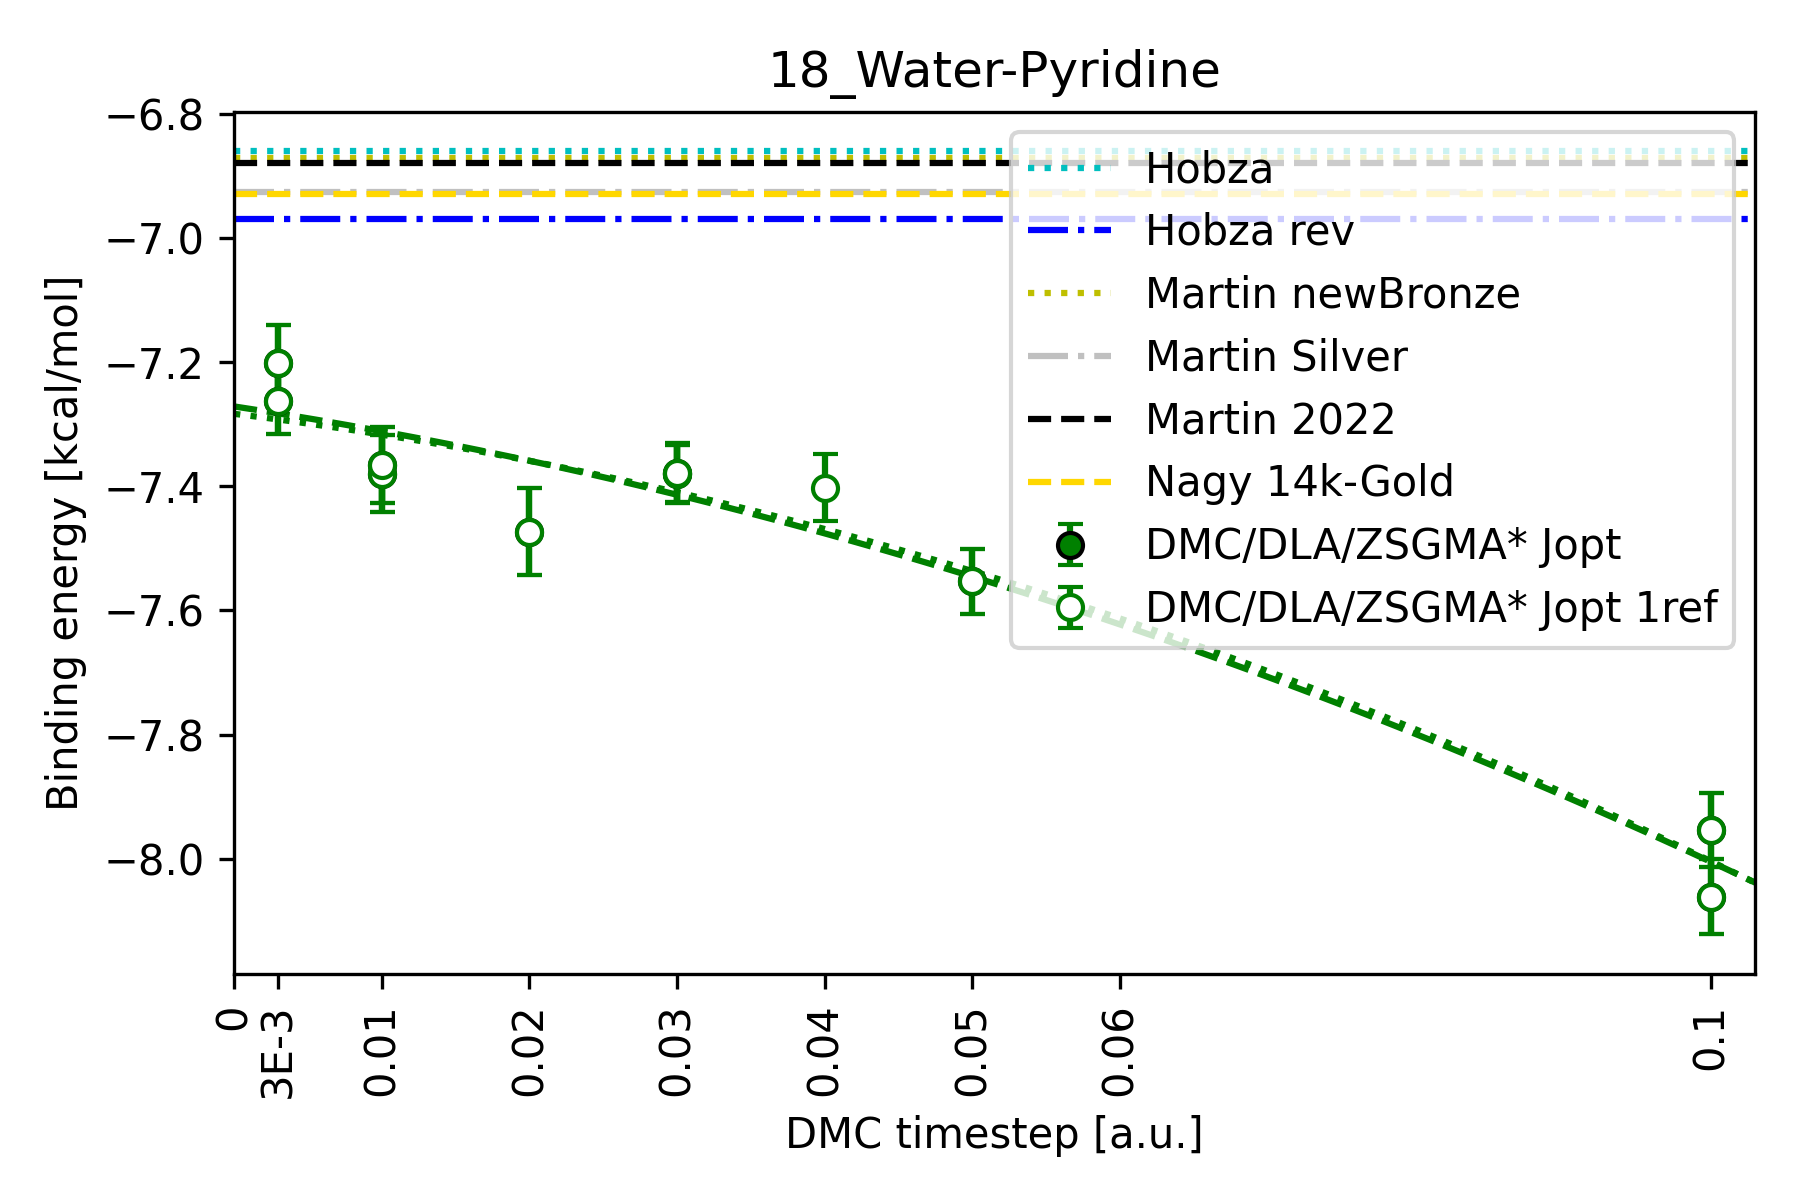 18_Water-Pyridine
Binding energy [kcal/mol]
−6.8
−7.0
−7.2
−7.4
−7.6
−7.8
−8.0
Hobza
Hobza rev
Martin newBronze
Martin Silver
Martin 2022
Nagy 14k-Gold
DMC/DLA/ZSGMA* Jopt
DMC/DLA/ZSGMA* Jopt 1ref
0
3E-3
0.01
0.02
0.03
0.04
0.05
0.06
0.1
DMC timestep [a.u.]